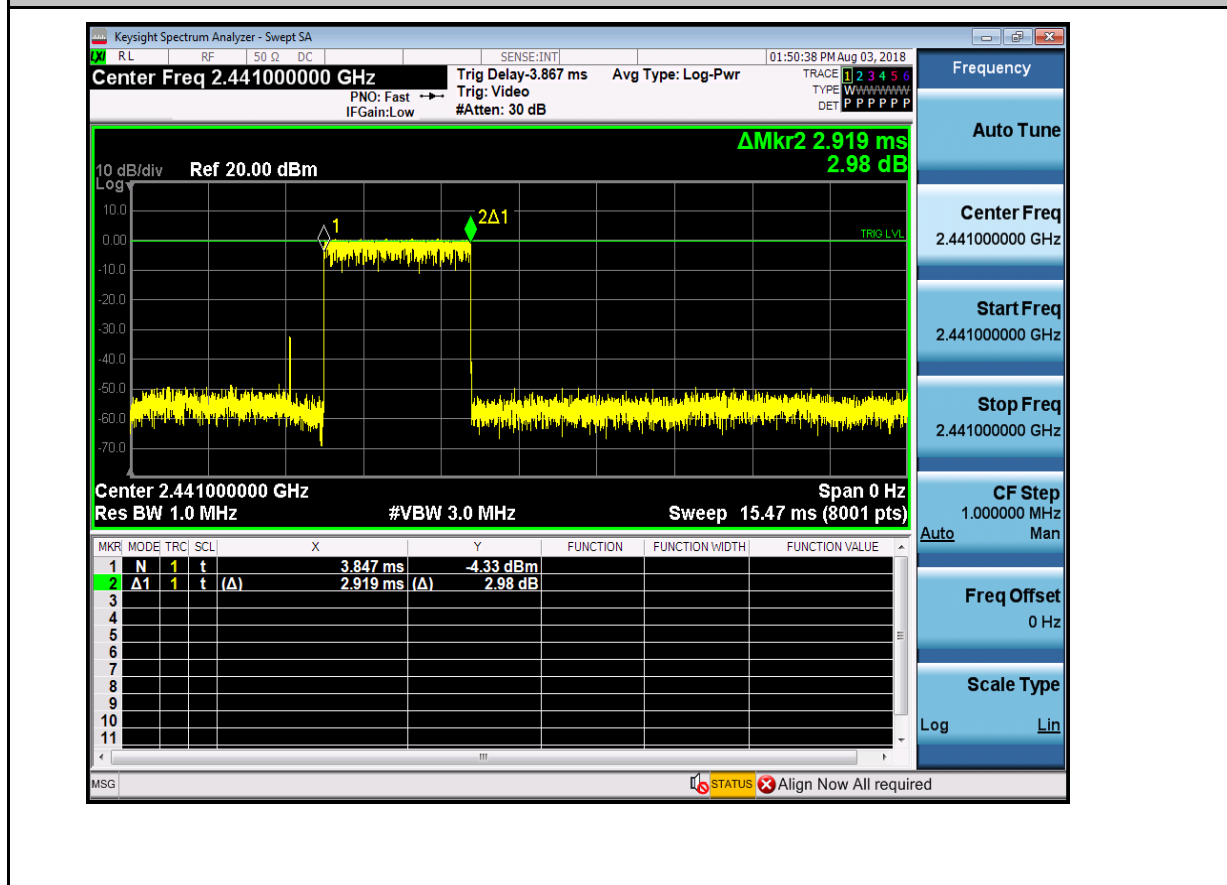 Keysight Spectrum Analyzer - Swept SA
LXI RL RF 50 Ω DC SENSE:INT 01:50:38 PM Aug 03, 2018
Center Freq 2.441000000 GHz
PNO: Fast
IFGain:Low
Trig Delay-3.867 ms
Trig: Video
#Atten: 30 dB
Avg Type: Log-Pwr
TRACE 1 2 3 4 5 6
TYPE WWWWWW
DET P P P P P P
ΔMkr2 2.919 ms
2.98 dB
10 dB/div Ref 20.00 dBm
Log
10.0
0.00
-10.0
-20.0
-30.0
-40.0
-50.0
-60.0
-70.0
1
2Δ1
TRIG LVL
Center 2.441000000 GHz Span 0 Hz
Res BW 1.0 MHz #VBW 3.0 MHz Sweep 15.47 ms (8001 pts)
MKR MODE TRC SCL X Y FUNCTION FUNCTION WIDTH FUNCTION VALUE
1 N 1 t 3.847 ms -4.33 dBm
2 Δ1 1 t (Δ) 2.919 ms (Δ) 2.98 dB
3
4
5
6
7
8
9
10
11
MSG STATUS Align Now All required
Frequency
Auto Tune
Center Freq
2.441000000 GHz
Start Freq
2.441000000 GHz
Stop Freq
2.441000000 GHz
CF Step
1.000000 MHz
Auto Man
Freq Offset
0 Hz
Scale Type
Log Lin